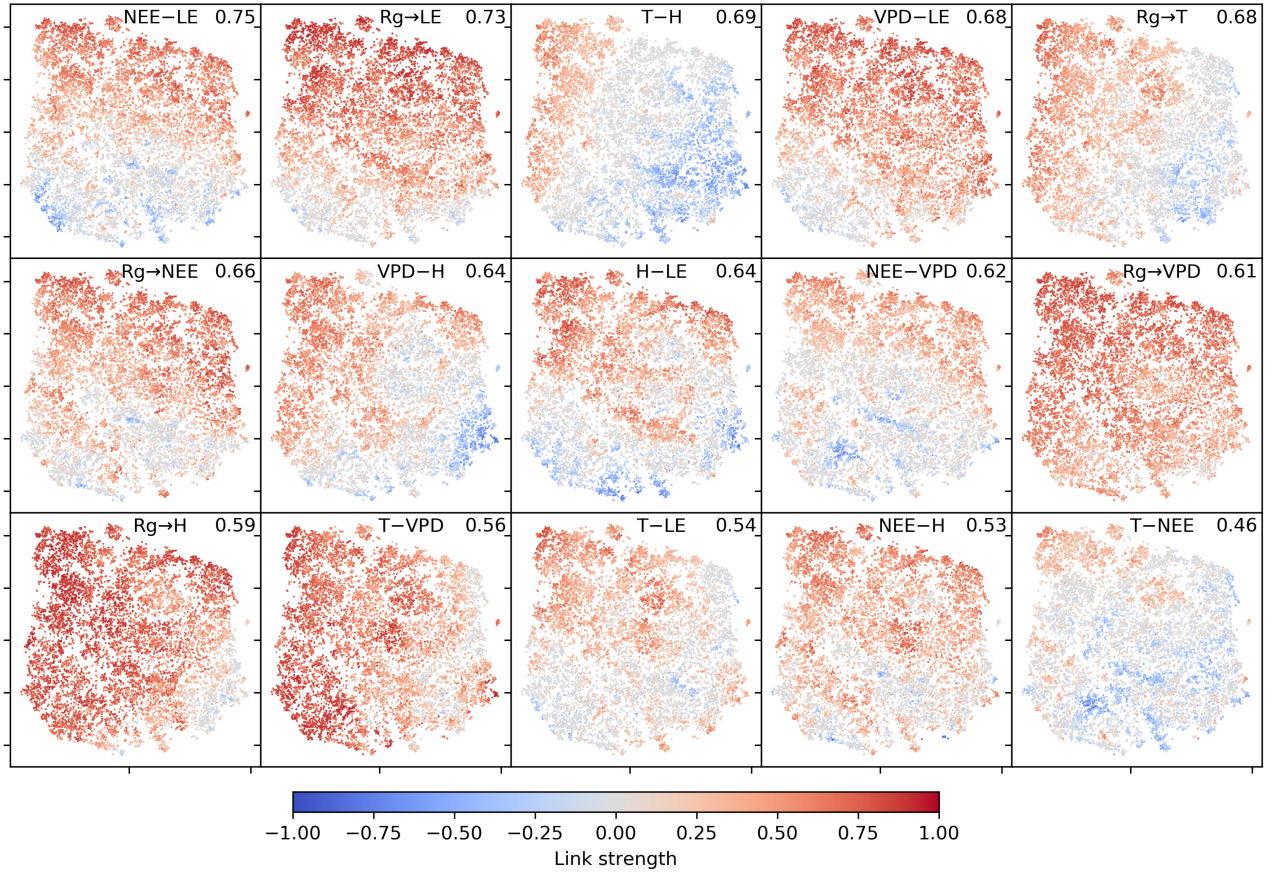 NEE−LE 0.75 Rg→LE 0.73 T−H 0.69 VPD−LE 0.68 Rg→T 0.68
Rg→NEE 0.66 VPD−H 0.64 H−LE 0.64 NEE−VPD 0.62 Rg→VPD 0.61
Rg→H 0.59 T−VPD 0.56 T−LE 0.54 NEE−H 0.53 T−NEE 0.46
−1.00 −0.75 −0.50 −0.25 0.00 0.25 0.50 0.75 1.00
Link strength